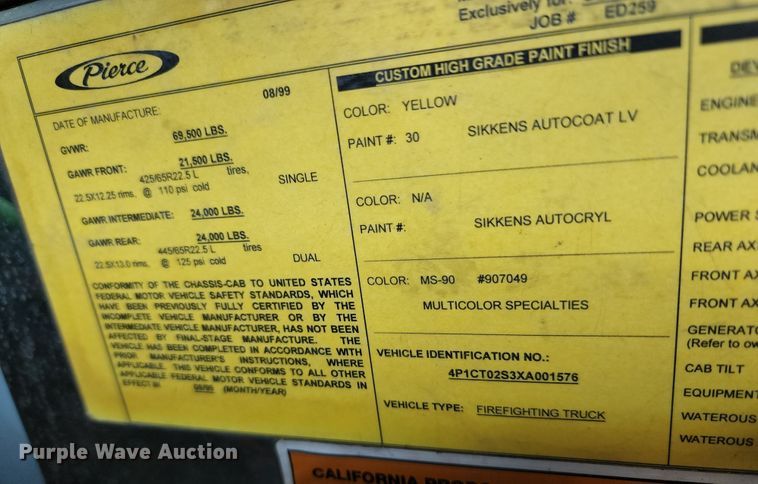 Exclusively for:
JOB # ED259
Pierce
DATE OF MANUFACTURE: 08/99
GVWR: 69,500 LBS.
GAWR FRONT: 21,500 LBS.
425/65R22.5 L tires, SINGLE
22.5X12.25 rims. @ 110 psi cold
GAWR INTERMEDIATE: 24,000 LBS.
GAWR REAR: 24,000 LBS.
445/65R22.5 L tires DUAL
22.5X13.0 rims. @ 125 psi cold
CONFORMITY OF THE CHASSIS-CAB TO UNITED STATES
FEDERAL MOTOR VEHICLE SAFETY STANDARDS, WHICH
HAVE BEEN PREVIOUSLY FULLY CERTIFIED BY THE
INCOMPLETE VEHICLE MANUFACTURER OR BY THE
INTERMEDIATE VEHICLE MANUFACTURER, HAS NOT BEEN
AFFECTED BY FINAL-STAGE MANUFACTURE. THE
VEHICLE HAS BEEN COMPLETED IN ACCORDANCE WITH
PRIOR MANUFACTURER'S INSTRUCTIONS, WHERE
APPLICABLE. THIS VEHICLE CONFORMS TO ALL OTHER
APPLICABLE FEDERAL MOTOR VEHICLE STANDARDS IN
EFFECT IN (MONTH/YEAR)
CUSTOM HIGH GRADE PAINT FINISH
COLOR: YELLOW
PAINT #: 30 SIKKENS AUTOCOAT LV
COLOR: N/A
PAINT #: SIKKENS AUTOCRYL
COLOR: MS-90 #907049
MULTICOLOR SPECIALTIES
VEHICLE IDENTIFICATION NO.:
4P1CT02S3XA001576
VEHICLE TYPE: FIREFIGHTING TRUCK
DEV
ENGINE
TRANSM
COOLAN
POWER S
REAR AX
FRONT AX
FRONT AX
GENERATO
(Refer to ow
CAB TILT
EQUIPMENT
WATEROUS
WATEROUS
CALIFORNIA PROP
Purple Wave Auction